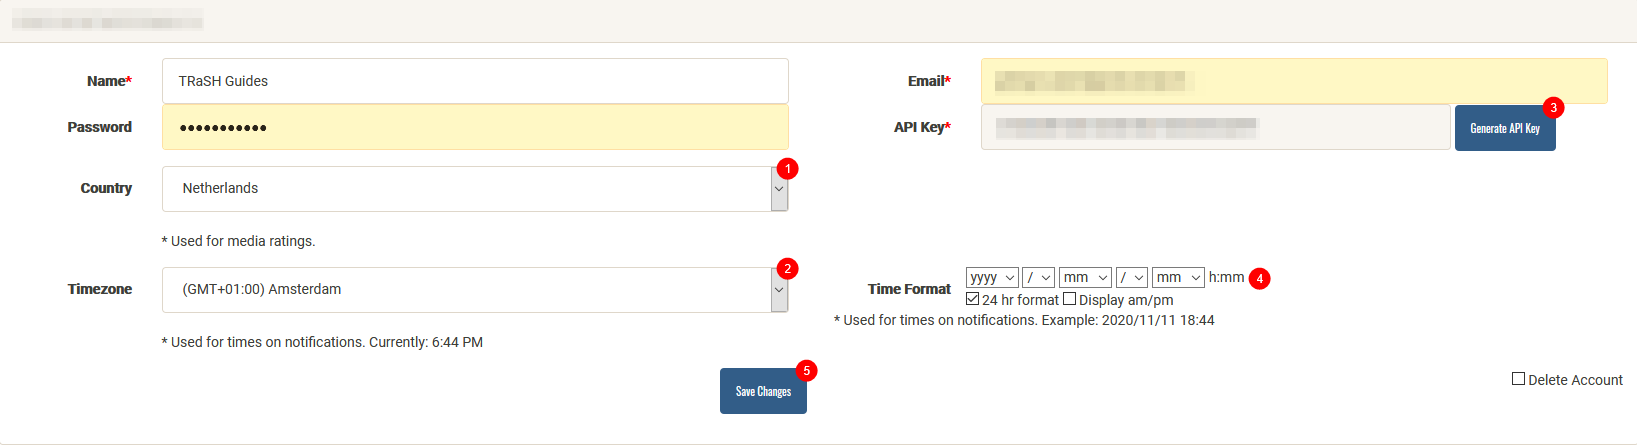 Name* TRaSH Guides Email*
3
Password ●●●●●●●●●●● API Key* Generate API Key
1
Country Netherlands
* Used for media ratings.
2
Timezone (GMT+01:00) Amsterdam Time Format yyyy / mm / mm h:mm 4
24 hr format Display am/pm
* Used for times on notifications. Example: 2020/11/11 18:44
* Used for times on notifications. Currently: 6:44 PM
5
Save Changes Delete Account